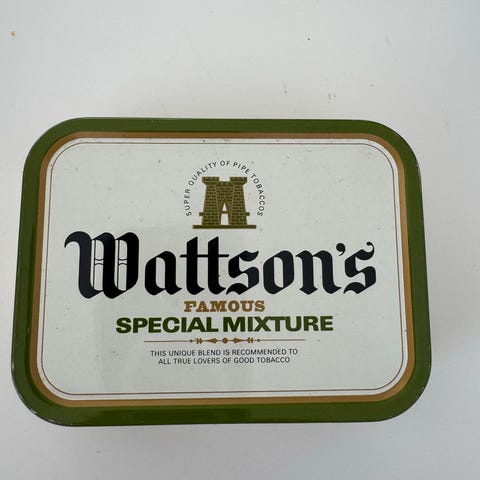 SUPER QUALITY OF PIPE TOBACCOS
Wattson's
FAMOUS
SPECIAL MIXTURE
THIS UNIQUE BLEND IS RECOMMENDED TO
ALL TRUE LOVERS OF GOOD TOBACCO